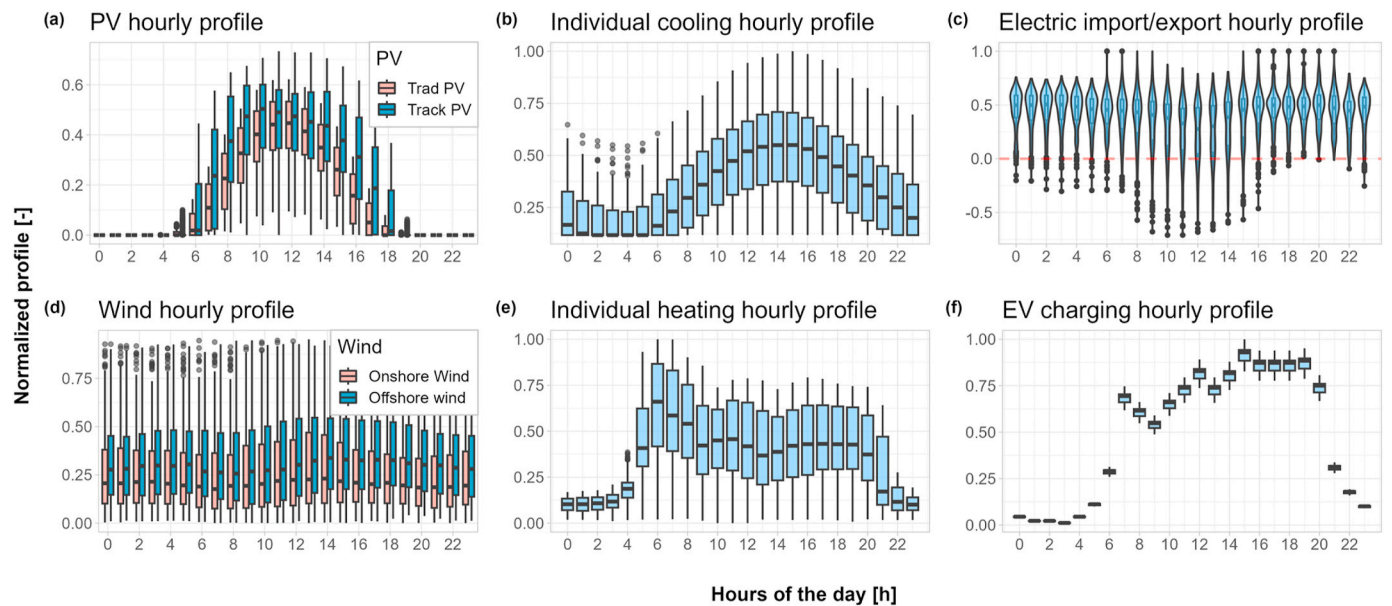 (a) PV hourly profile
0.6
0.4
0.2
0.0
0 2 4 6 8 10 12 14 16 18 20 22
PV
Trad PV
Track PV
(b) Individual cooling hourly profile
1.00
0.75
0.50
0.25
0 2 4 6 8 10 12 14 16 18 20 22
(c) Electric import/export hourly profile
1.0
0.5
0.0
-0.5
0 2 4 6 8 10 12 14 16 18 20 22
Normalized profile [-]
(d) Wind hourly profile
0.75
0.50
0.25
0.00
0 2 4 6 8 10 12 14 16 18 20 22
Wind
Onshore Wind
Offshore wind
(e) Individual heating hourly profile
1.00
0.75
0.50
0.25
0.00
0 2 4 6 8 10 12 14 16 18 20 22
(f) EV charging hourly profile
1.00
0.75
0.50
0.25
0.00
0 2 4 6 8 10 12 14 16 18 20 22
Hours of the day [h]